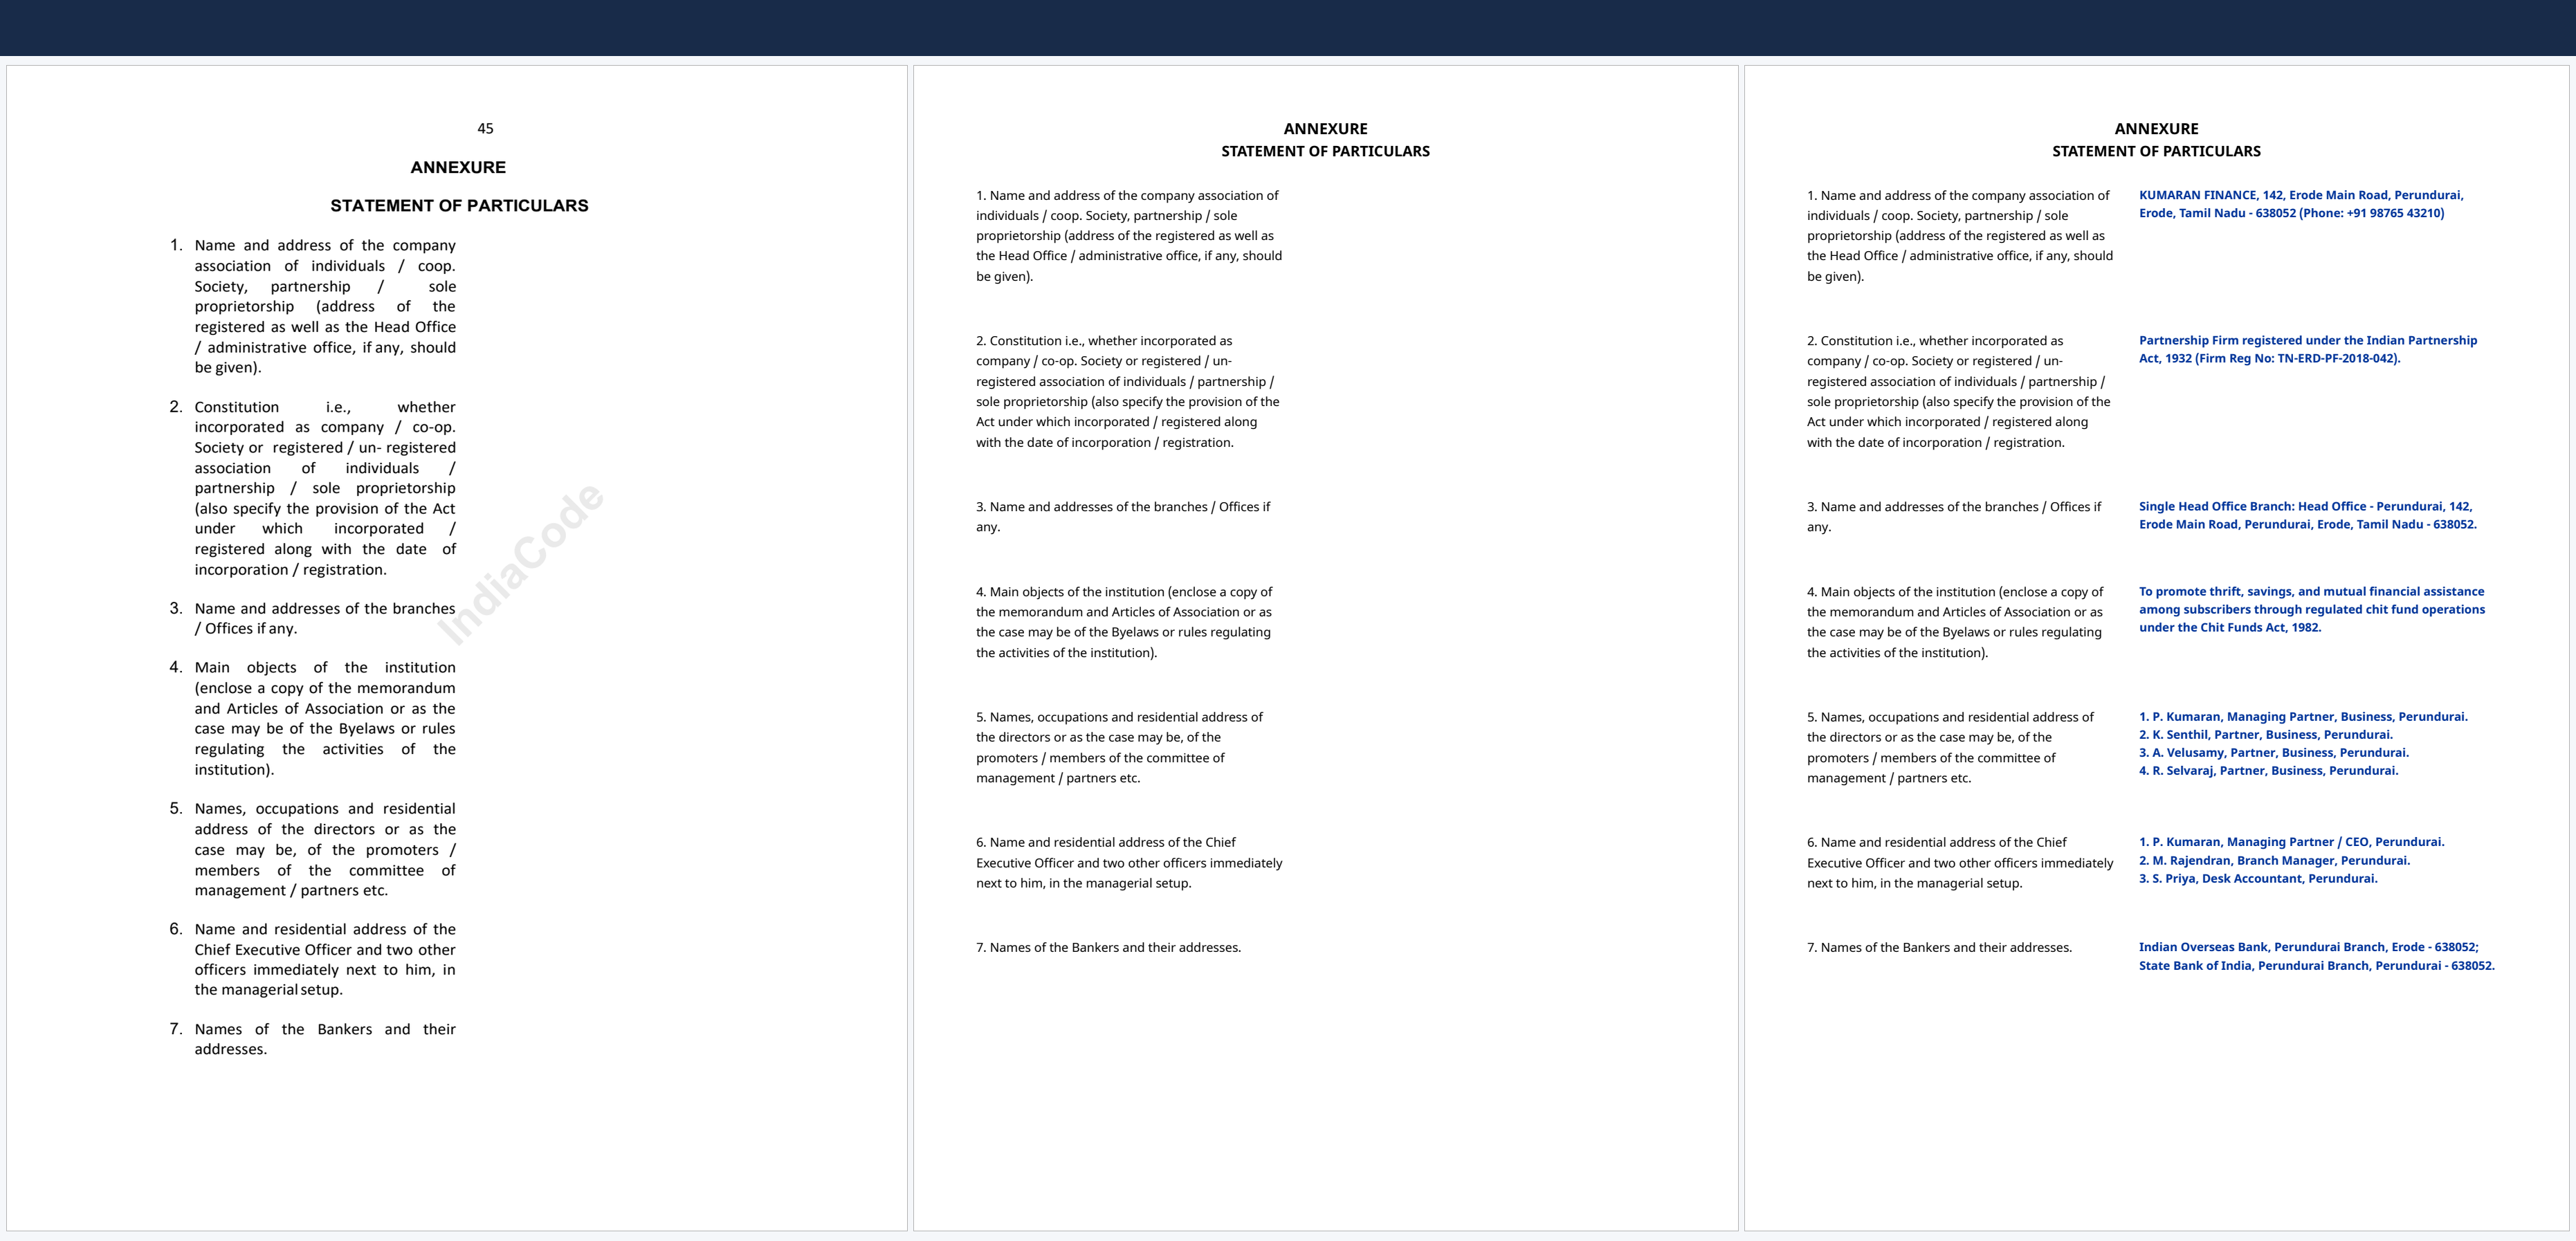 45
ANNEXURE
STATEMENT OF PARTICULARS
1. Name and address of the company
association of individuals / coop.
Society, partnership / sole
proprietorship (address of the
registered as well as the Head Office
/ administrative office, if any, should
be given).
2. Constitution i.e., whether
incorporated as company / co-op.
Society or registered / un- registered
association of individuals /
partnership / sole proprietorship
(also specify the provision of the Act
under which incorporated /
registered along with the date of
incorporation / registration.
3. Name and addresses of the branches
/ Offices if any.
4. Main objects of the institution
(enclose a copy of the memorandum
and Articles of Association or as the
case may be of the Byelaws or rules
regulating the activities of the
institution).
5. Names, occupations and residential
address of the directors or as the
case may be, of the promoters /
members of the committee of
management / partners etc.
6. Name and residential address of the
Chief Executive Officer and two other
officers immediately next to him, in
the managerial setup.
7. Names of the Bankers and their
addresses.
IndiaCode
ANNEXURE
STATEMENT OF PARTICULARS
1. Name and address of the company association of
individuals / coop. Society, partnership / sole
proprietorship (address of the registered as well as
the Head Office / administrative office, if any, should
be given).
2. Constitution i.e., whether incorporated as
company / co-op. Society or registered / un-
registered association of individuals / partnership /
sole proprietorship (also specify the provision of the
Act under which incorporated / registered along
with the date of incorporation / registration.
3. Name and addresses of the branches / Offices if
any.
4. Main objects of the institution (enclose a copy of
the memorandum and Articles of Association or as
the case may be of the Byelaws or rules regulating
the activities of the institution).
5. Names, occupations and residential address of
the directors or as the case may be, of the
promoters / members of the committee of
management / partners etc.
6. Name and residential address of the Chief
Executive Officer and two other officers immediately
next to him, in the managerial setup.
7. Names of the Bankers and their addresses.
ANNEXURE
STATEMENT OF PARTICULARS
1. Name and address of the company association of
individuals / coop. Society, partnership / sole
proprietorship (address of the registered as well as
the Head Office / administrative office, if any, should
be given).
KUMARAN FINANCE, 142, Erode Main Road, Perundurai,
Erode, Tamil Nadu - 638052 (Phone: +91 98765 43210)
2. Constitution i.e., whether incorporated as
company / co-op. Society or registered / un-
registered association of individuals / partnership /
sole proprietorship (also specify the provision of the
Act under which incorporated / registered along
with the date of incorporation / registration.
Partnership Firm registered under the Indian Partnership
Act, 1932 (Firm Reg No: TN-ERD-PF-2018-042).
3. Name and addresses of the branches / Offices if
any.
Single Head Office Branch: Head Office - Perundurai, 142,
Erode Main Road, Perundurai, Erode, Tamil Nadu - 638052.
4. Main objects of the institution (enclose a copy of
the memorandum and Articles of Association or as
the case may be of the Byelaws or rules regulating
the activities of the institution).
To promote thrift, savings, and mutual financial assistance
among subscribers through regulated chit fund operations
under the Chit Funds Act, 1982.
5. Names, occupations and residential address of
the directors or as the case may be, of the
promoters / members of the committee of
management / partners etc.
1. P. Kumaran, Managing Partner, Business, Perundurai.
2. K. Senthil, Partner, Business, Perundurai.
3. A. Velusamy, Partner, Business, Perundurai.
4. R. Selvaraj, Partner, Business, Perundurai.
6. Name and residential address of the Chief
Executive Officer and two other officers immediately
next to him, in the managerial setup.
1. P. Kumaran, Managing Partner / CEO, Perundurai.
2. M. Rajendran, Branch Manager, Perundurai.
3. S. Priya, Desk Accountant, Perundurai.
7. Names of the Bankers and their addresses.
Indian Overseas Bank, Perundurai Branch, Erode - 638052;
State Bank of India, Perundurai Branch, Perundurai - 638052.